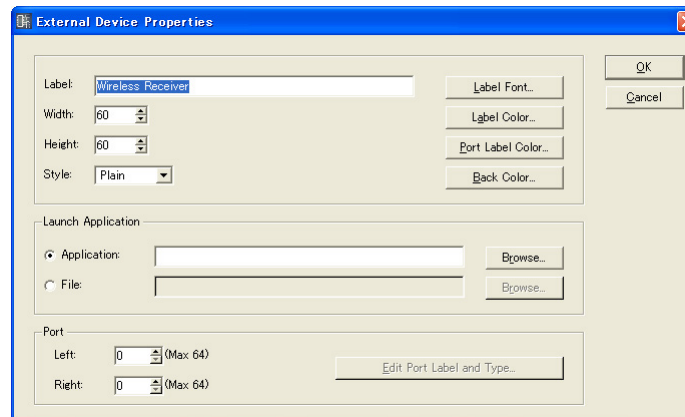 External Device Properties
Label: Wireless Receiver Label Font... OK
Width: 60 Label Color... Cancel
Height: 60 Port Label Color...
Style: Plain Back Color...
Launch Application
Application: Browse...
File: Browse...
Port
Left: 0 (Max 64) Edit Port Label and Type...
Right: 0 (Max 64)